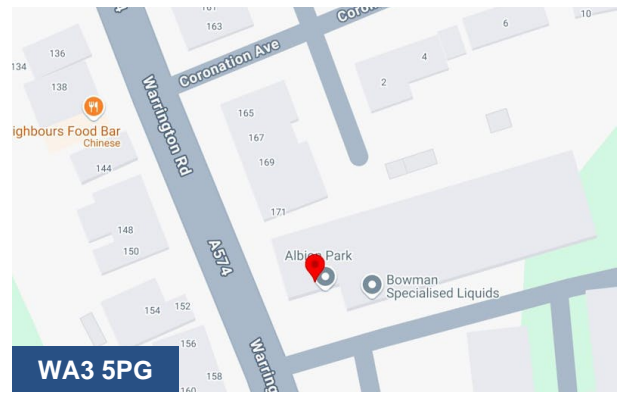 161
163
Coronation Ave
6
10
136
134
138
4
2
Warrington Rd
165
ighbours Food Bar
Chinese
167
169
144
171
148
150
A574
Albion Park
Bowman
Specialised Liquids
154
152
156
158
160
WA3 5PG